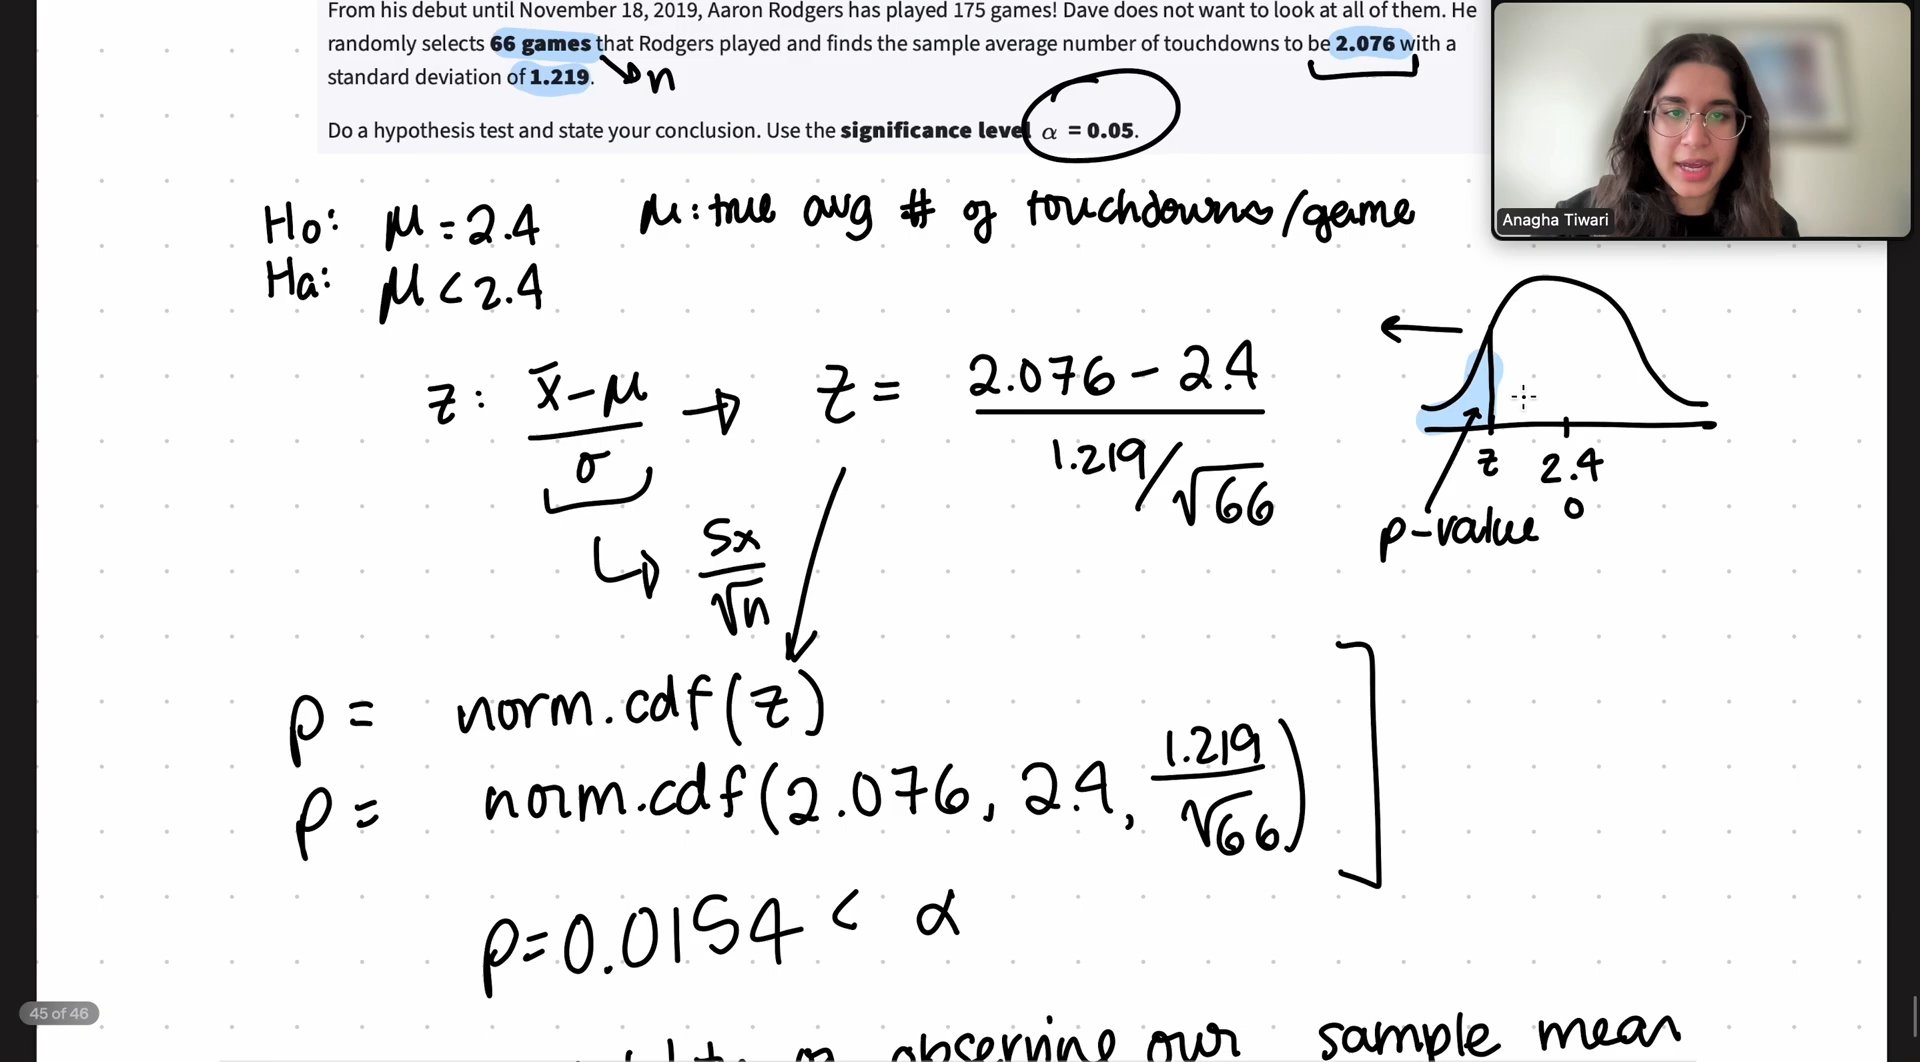 From his debut until November 18, 2019, Aaron Rodgers has played 175 games! Dave does not want to look at all of them. He
randomly selects 66 games that Rodgers played and finds the sample average number of touchdowns to be 2.076 with a
standard deviation of 1.219.
n
Do a hypothesis test and state your conclusion. Use the significance level α = 0.05.
Anagha Tiwari
Ho: μ = 2.4
μ: true avg # of touchdowns/game
Ha: μ < 2.4
z: x̄ - μ / σ → z = 2.076 - 2.4 / 1.219/√66
Sx / √n
z 2.4
0
p-value
p = norm.cdf(z)
p = norm.cdf(2.076, 2.4, 1.219/√66)
p = 0.0154 < α
45 of 46
observing our sample mean